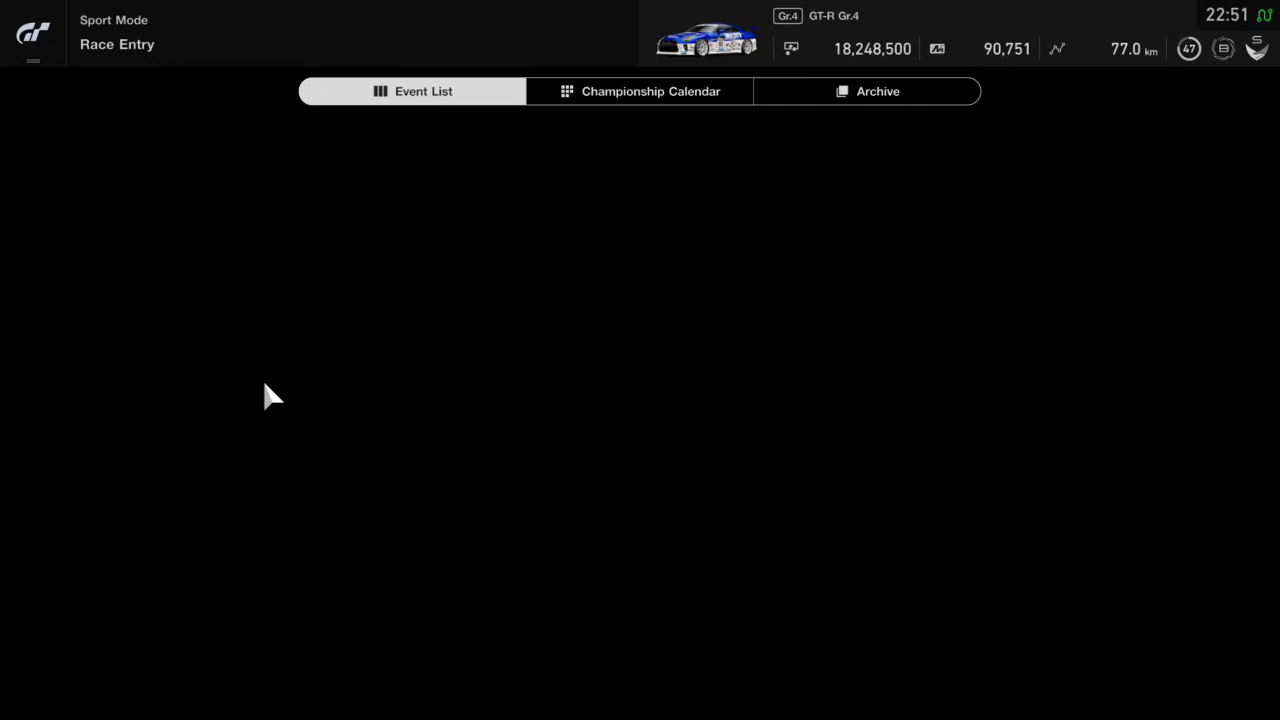 Sport Mode
Race Entry
Gr.4 GT-R Gr.4
22:51
18,248,500
90,751
77.0 km
47
B
S
Event List
Championship Calendar
Archive